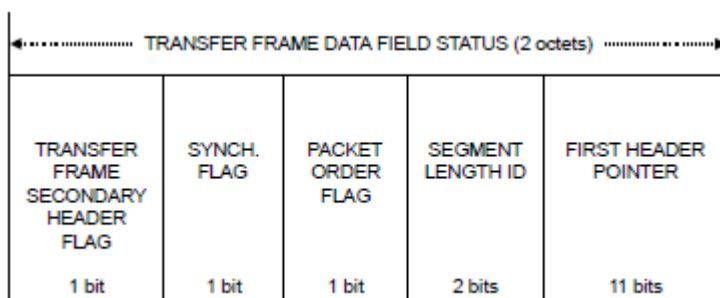 TRANSFER FRAME DATA FIELD STATUS (2 octets)
TRANSFER
FRAME
SECONDARY
HEADER
FLAG
1 bit
SYNCH.
FLAG
1 bit
PACKET
ORDER
FLAG
1 bit
SEGMENT
LENGTH ID
2 bits
FIRST HEADER
POINTER
11 bits